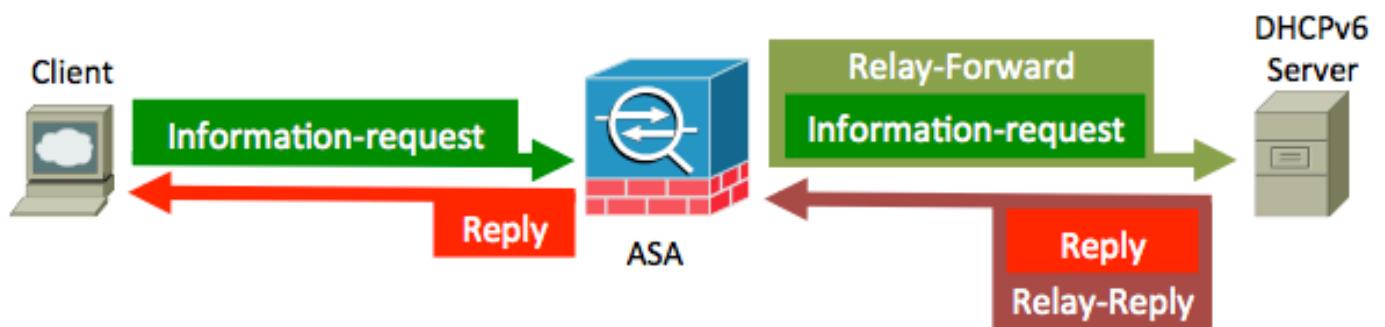 Client
Information-request
Reply
ASA
Relay-Forward
Information-request
Reply
Relay-Reply
DHCPv6
Server